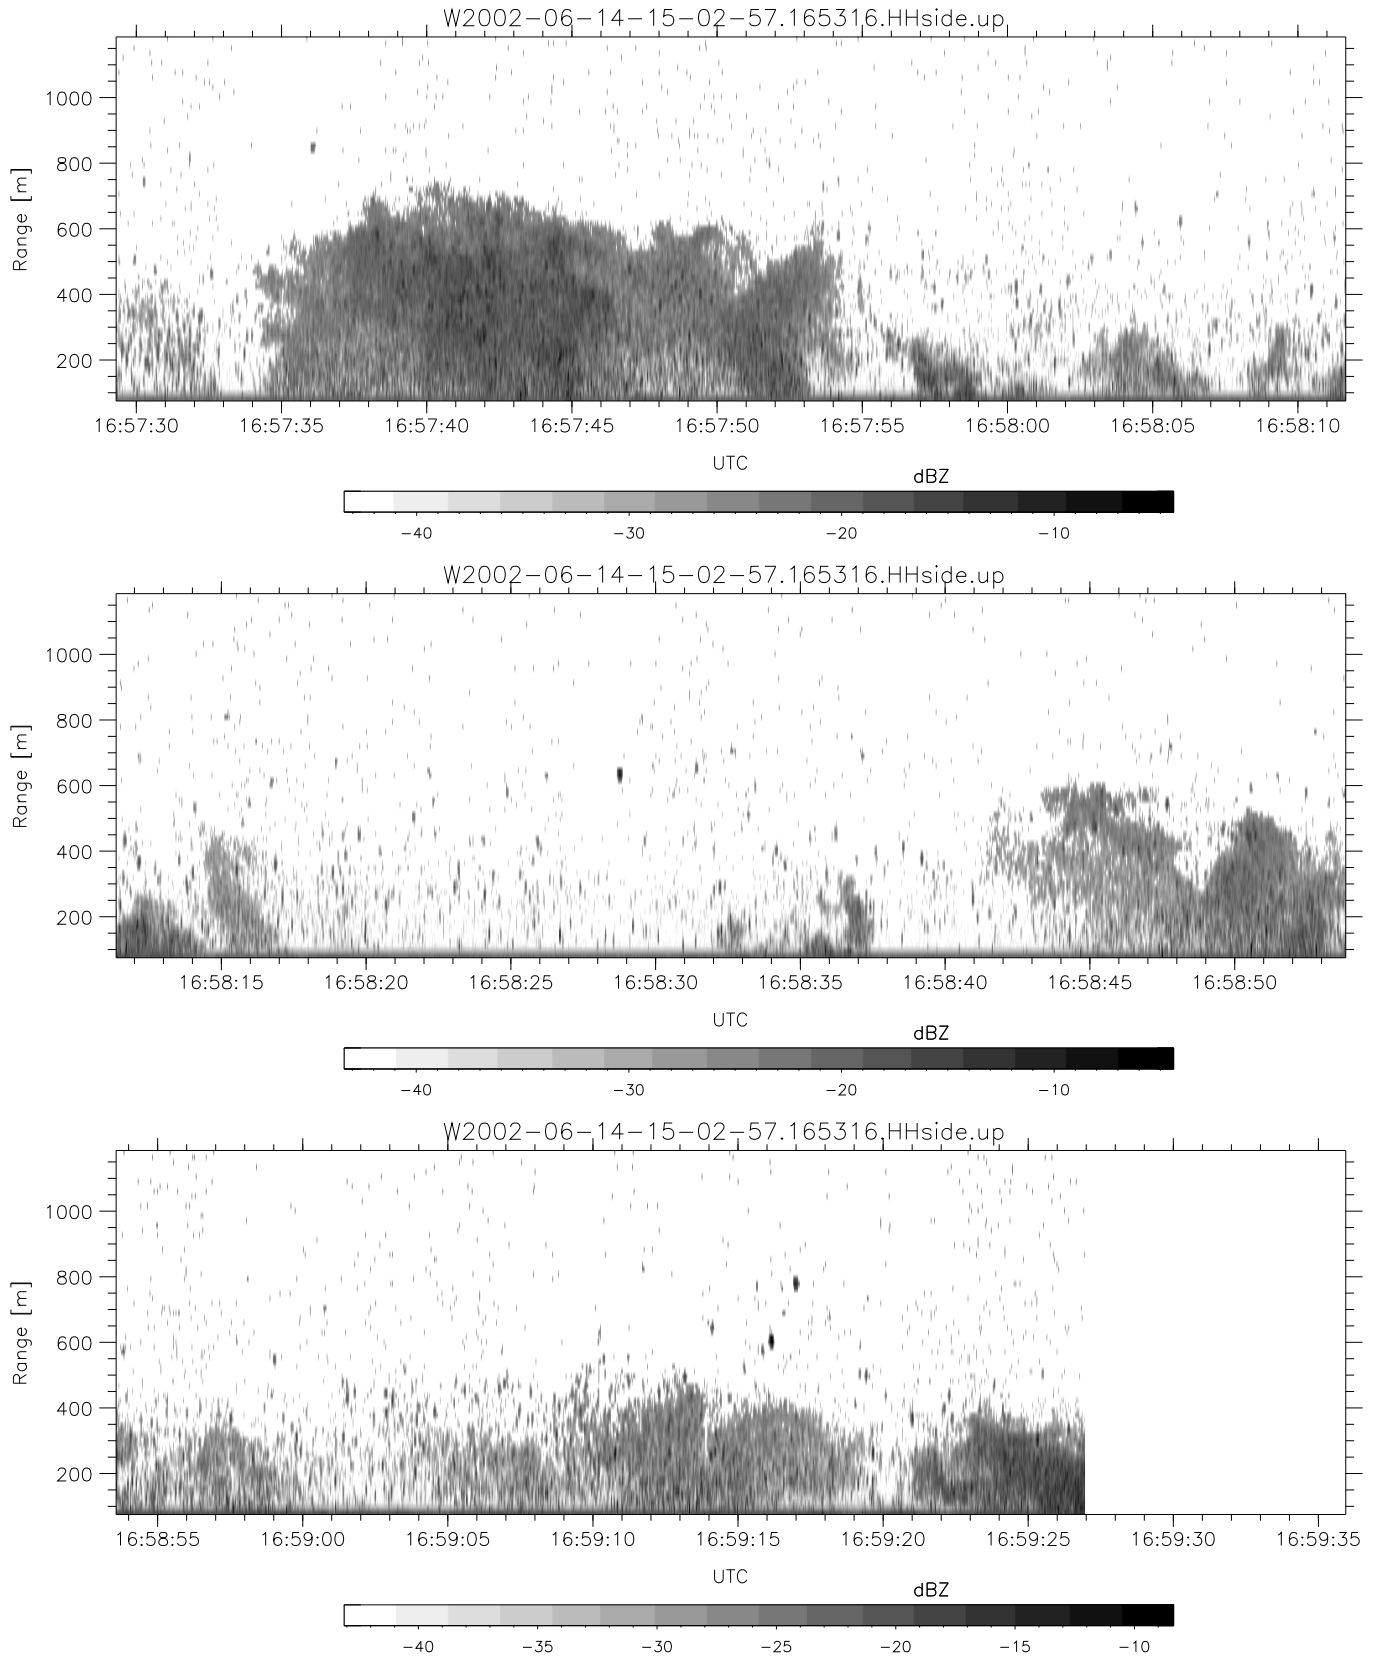 W2002-06-14-15-02-57.165316.HHside.up
1000
800
600
400
200
Range [m]
16:57:30 16:57:35 16:57:40 16:57:45 16:57:50 16:57:55 16:58:00 16:58:05 16:58:10
UTC
dBZ
-40 -30 -20 -10
W2002-06-14-15-02-57.165316.HHside.up
1000
800
600
400
200
Range [m]
16:58:15 16:58:20 16:58:25 16:58:30 16:58:35 16:58:40 16:58:45 16:58:50
UTC
dBZ
-40 -30 -20 -10
W2002-06-14-15-02-57.165316.HHside.up
1000
800
600
400
200
Range [m]
16:58:55 16:59:00 16:59:05 16:59:10 16:59:15 16:59:20 16:59:25 16:59:30 16:59:35
UTC
dBZ
-40 -35 -30 -25 -20 -15 -10